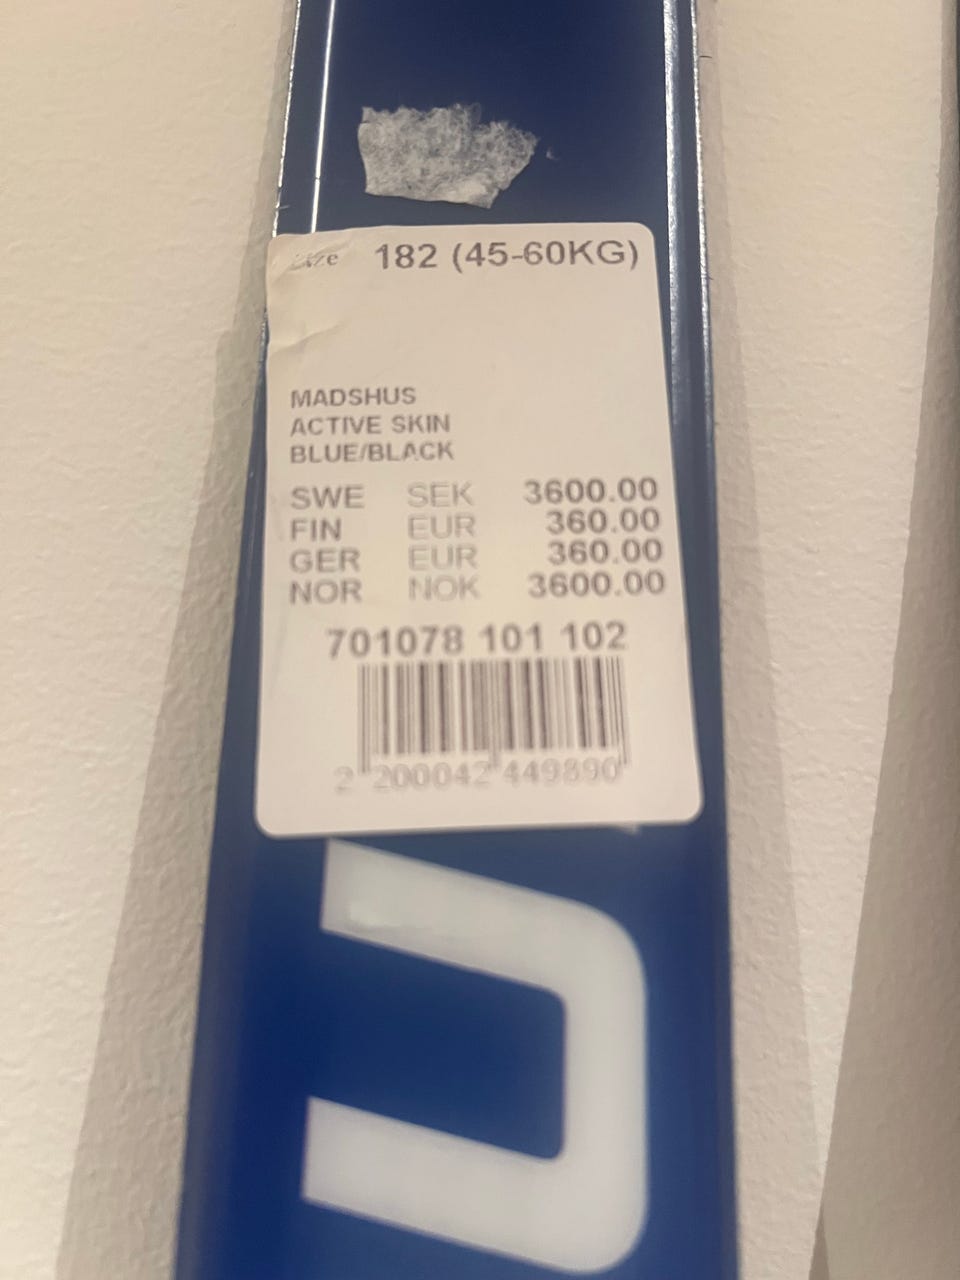 Size 182 (45-60KG)
MADSHUS
ACTIVE SKIN
BLUE/BLACK
SWE SEK 3600.00
FIN EUR 360.00
GER EUR 360.00
NOR NOK 3600.00
701078 101 102
2 200042 449890